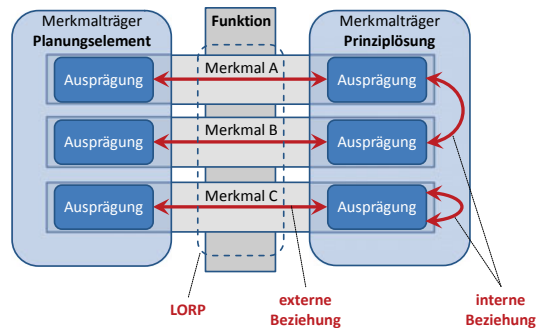 Merkmalträger
Planungselement
Funktion
Merkmalträger
Prinziplösung
Ausprägung
Merkmal A
Ausprägung
Ausprägung
Merkmal B
Ausprägung
Ausprägung
Merkmal C
Ausprägung
LORP
externe
Beziehung
interne
Beziehung